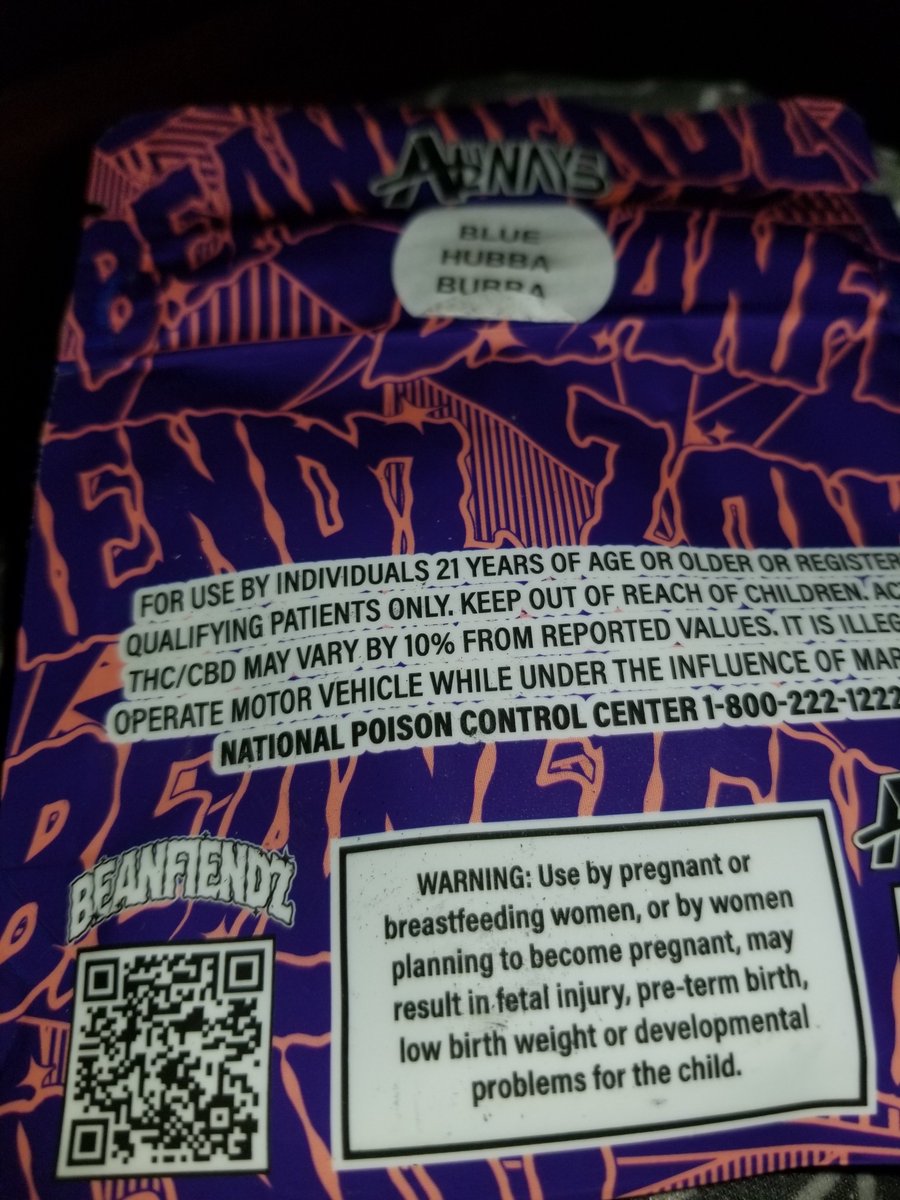 ALWAYS
BLUE
HUBBA
BUBBA
FOR USE BY INDIVIDUALS 21 YEARS OF AGE OR OLDER OR REGISTER
QUALIFYING PATIENTS ONLY. KEEP OUT OF REACH OF CHILDREN. AC
THC/CBD MAY VARY BY 10% FROM REPORTED VALUES. IT IS ILLEG
OPERATE MOTOR VEHICLE WHILE UNDER THE INFLUENCE OF MAR
NATIONAL POISON CONTROL CENTER 1-800-222-1222
BEANFIENDZ
WARNING: Use by pregnant or
breastfeeding women, or by women
planning to become pregnant, may
result in fetal injury, pre-term birth,
low birth weight or developmental
problems for the child.